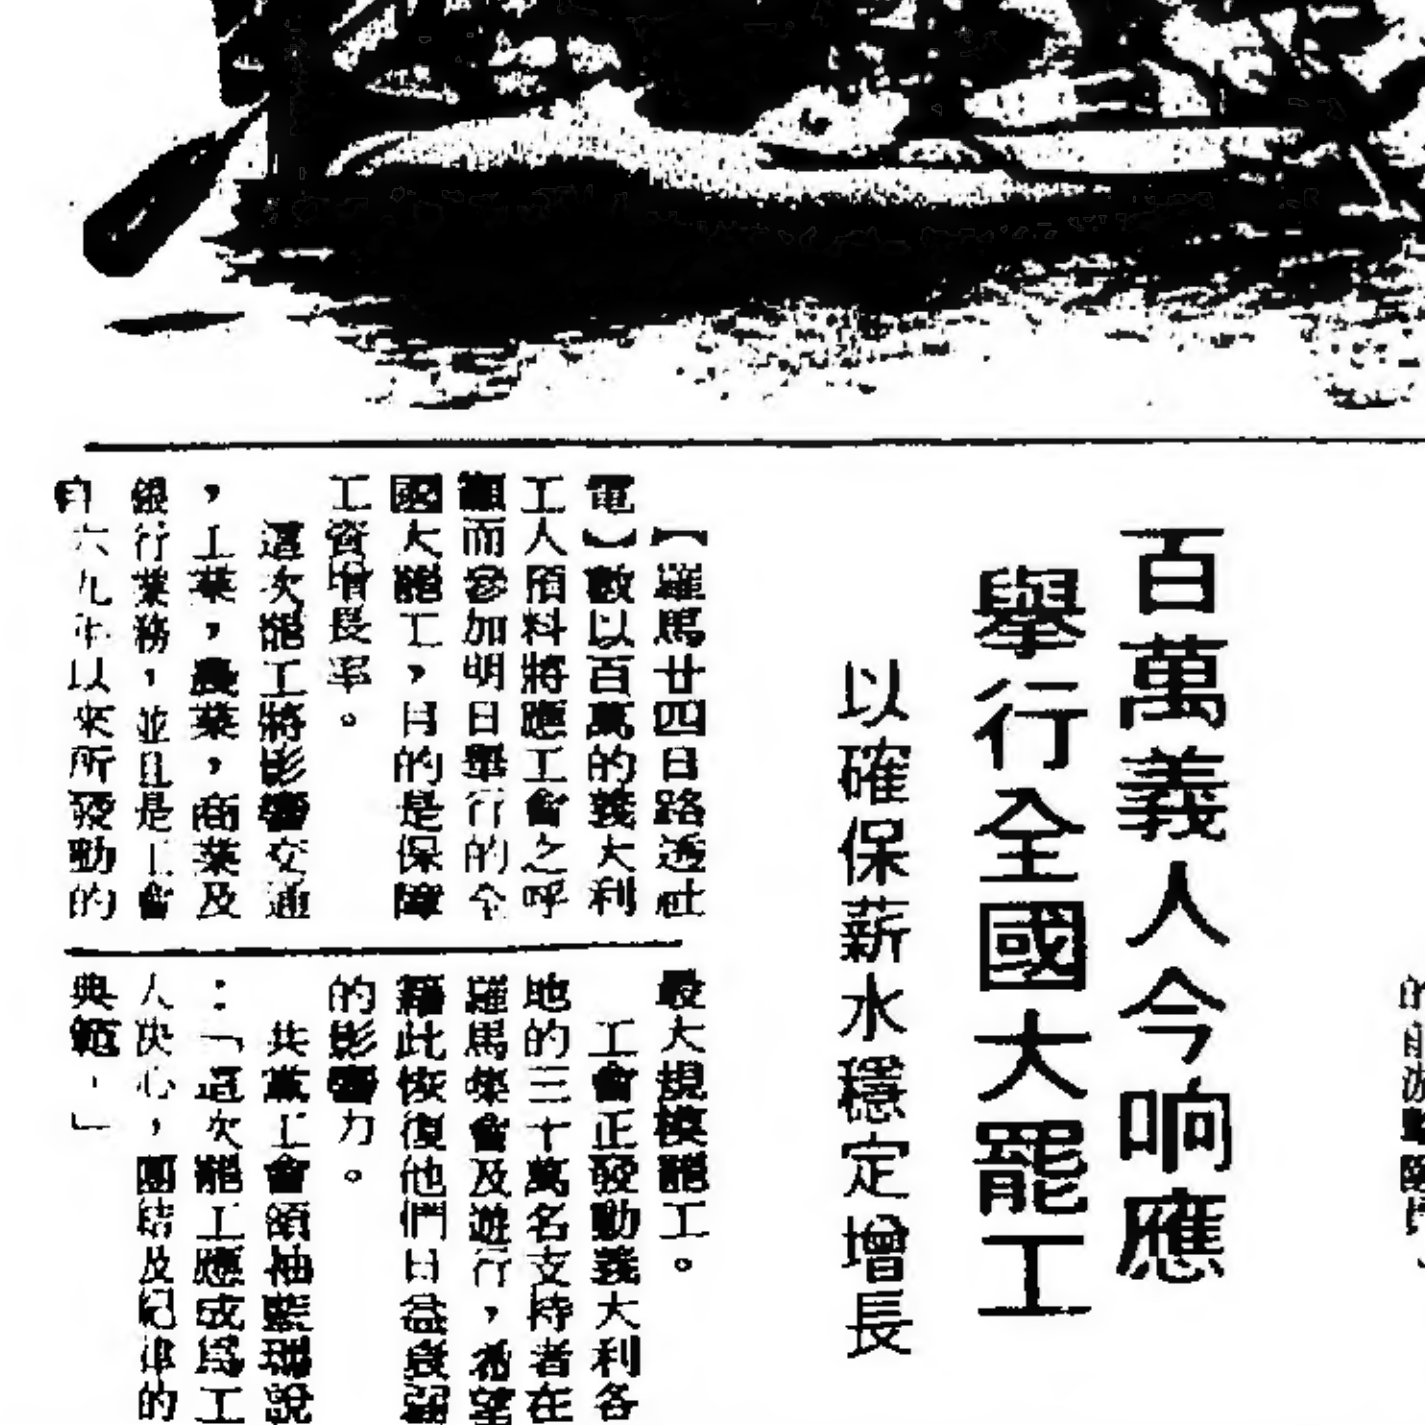 百萬義人今响應
舉行全國大罷工
以確保薪水穩定增長
【羅馬廿四日路透社
電】數以百萬的義大利
工人預料將應工會之呼
籲而參加明日舉行的全
國大罷工，目的是保障
工資增長率。
這次罷工將影響交通
，工業，農業，商業及
銀行業務，並且是工會
自六九年以來所發動的
最大規模罷工。
工會正發動義大利各
地的三十萬名支持者在
羅馬集會及遊行，希望
藉此恢復他們日益衰弱
的影響力。
共黨工會領袖藍瑪說
：「這次罷工應成爲工
人决心，團結及紀律的
典範。」